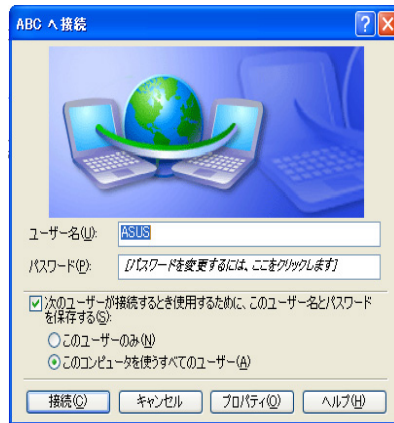 ABC へ接続
ユーザー名(U):
ASUS
パスワード(P):
[パスワードを変更するには、ここをクリックします]
次のユーザーが接続するとき使用するために、このユーザー名とパスワード
を保存する(S):
このユーザーのみ(N)
このコンピュータを使うすべてのユーザー(A)
接続(C)
キャンセル
プロパティ(O)
ヘルプ(H)